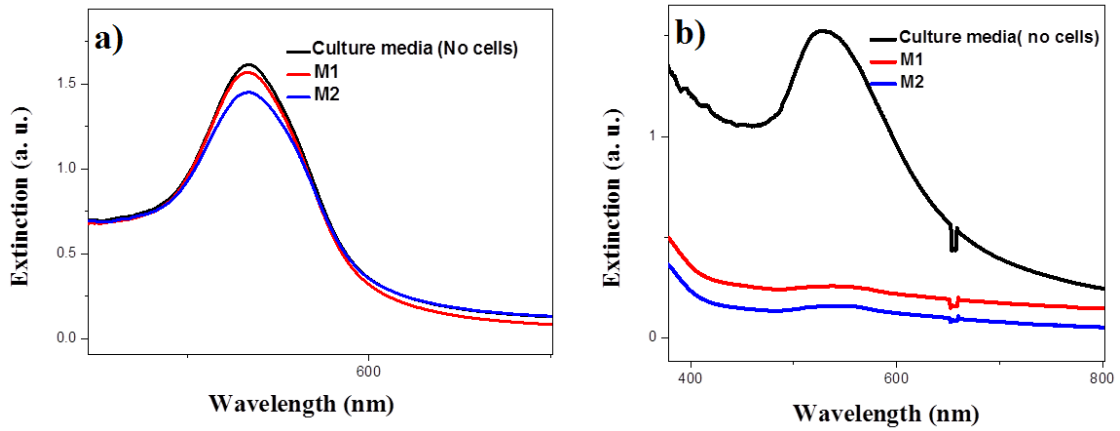 a)
Culture media (No cells)
M1
M2
1.5
1.0
0.5
0.0
600
Extinction (a. u.)
Wavelength (nm)
b)
Culture media( no cells)
M1
M2
1
0
400
600
800
Extinction (a. u.)
Wavelength (nm)